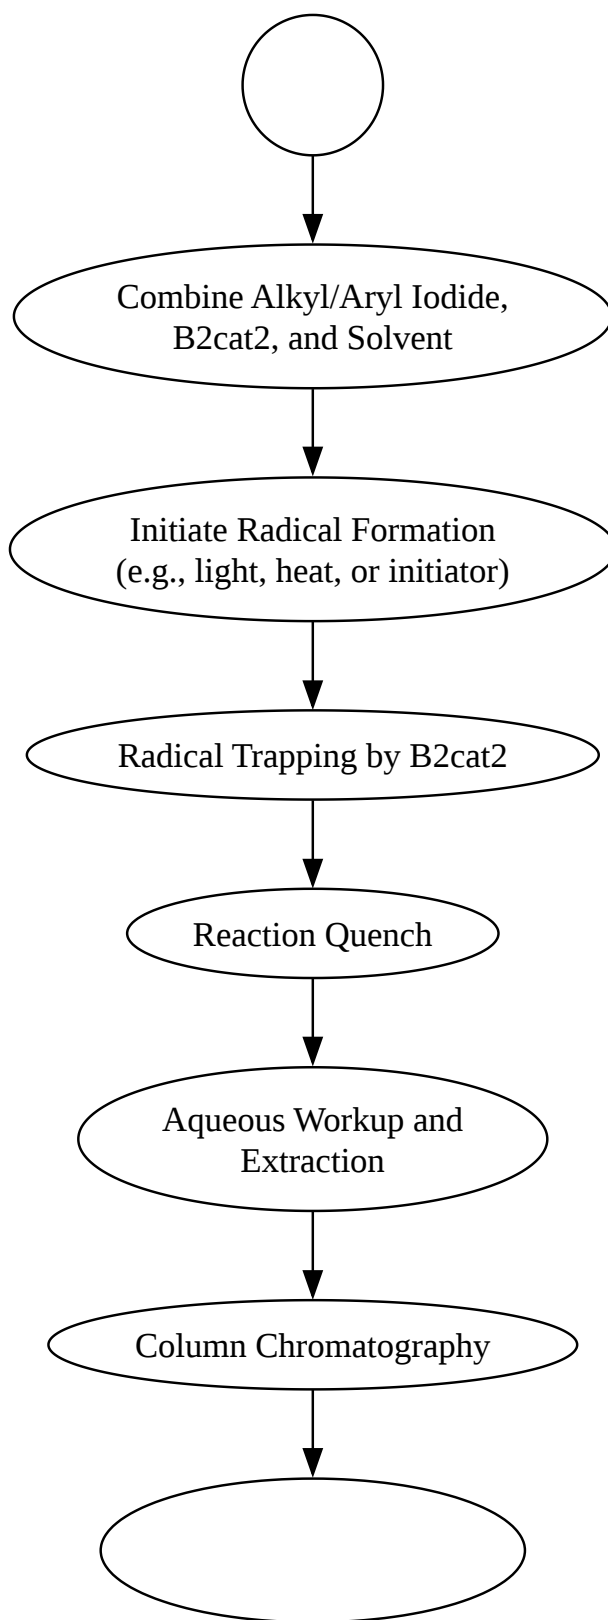 Combine Alkyl/Aryl Iodide,
B2cat2, and Solvent
Initiate Radical Formation
(e.g., light, heat, or initiator)
Radical Trapping by B2cat2
Reaction Quench
Aqueous Workup and
Extraction
Column Chromatography